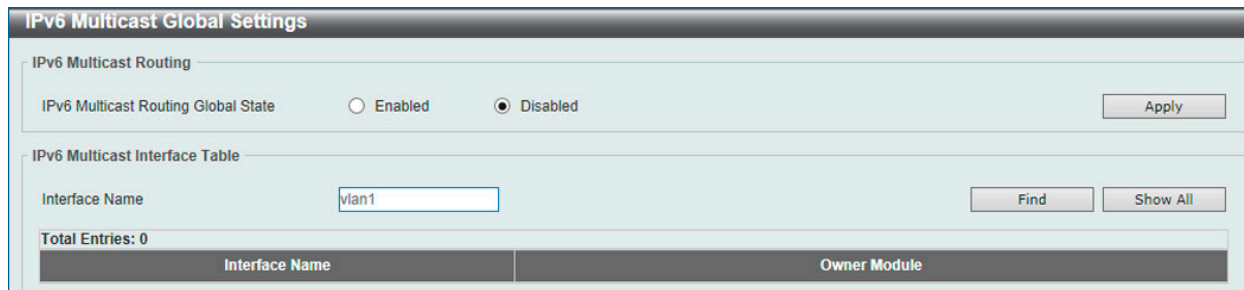 IPv6 Multicast Global Settings
IPv6 Multicast Routing
IPv6 Multicast Routing Global State Enabled Disabled Apply
IPv6 Multicast Interface Table
Interface Name vlan1 Find Show All
Total Entries: 0
Interface Name Owner Module